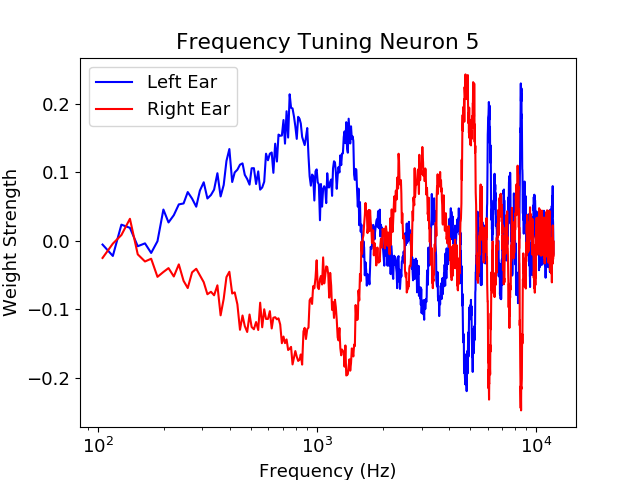 Frequency Tuning Neuron 5
Left Ear
Right Ear
0.2
0.1
0.0
−0.1
−0.2
Weight Strength
10²
10³
10⁴
Frequency (Hz)